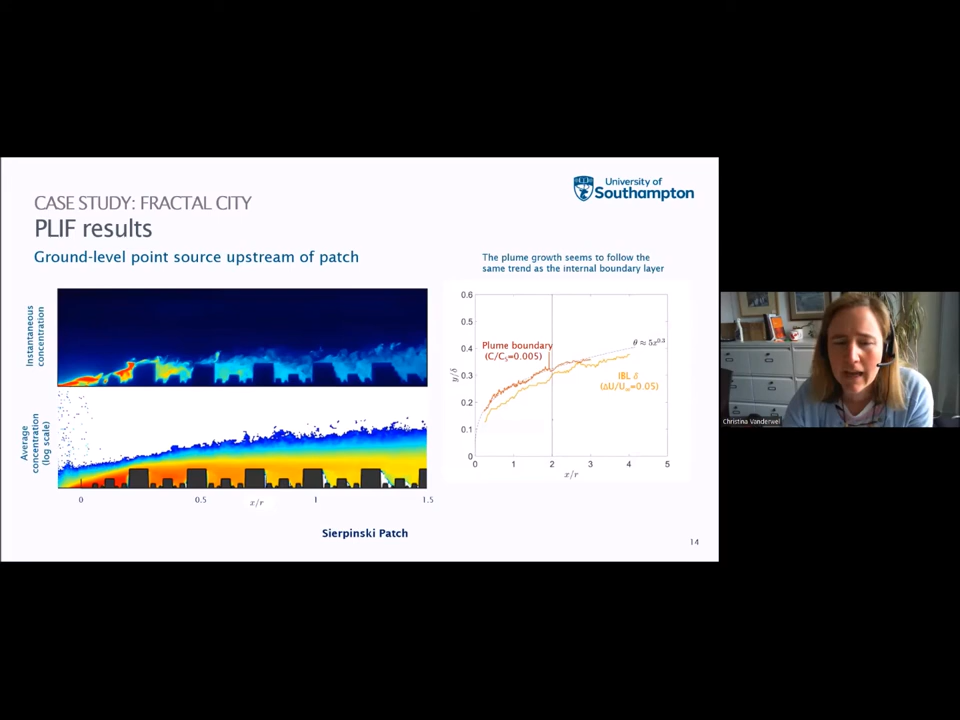 University of
Southampton
CASE STUDY: FRACTAL CITY
PLIF results
Ground-level point source upstream of patch
The plume growth seems to follow the
same trend as the internal boundary layer
Instantaneous
concentration
Average
concentration
(log scale)
0
0.5
1
1.5
x/r
Sierpinski Patch
0.6
0.5
0.4
0.3
0.2
0.1
0
y/δ
Plume boundary
(C/Cₛ=0.005)
θ ≈ 5x⁰·³
IBL δ
(ΔU/U∞=0.05)
0
1
2
3
4
5
x/r
14
Christina Vanderwel